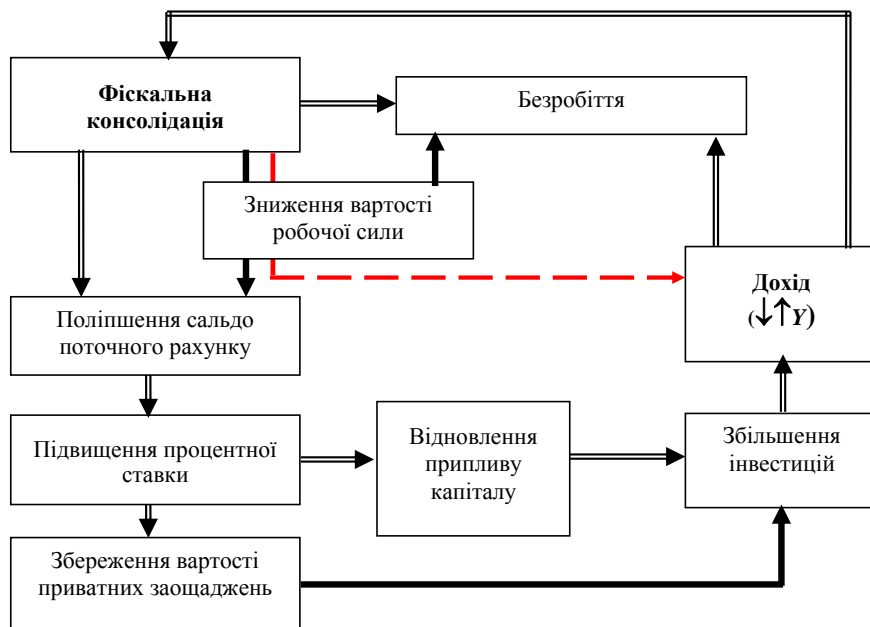 Фіскальна
консолідація
Безробіття
Зниження вартості
робочої сили
Дохід
(↓↑Y)
Поліпшення сальдо
поточного рахунку
Підвищення процентної
ставки
Відновлення
припливу
капіталу
Збільшення
інвестицій
Збереження вартості
приватних заощаджень